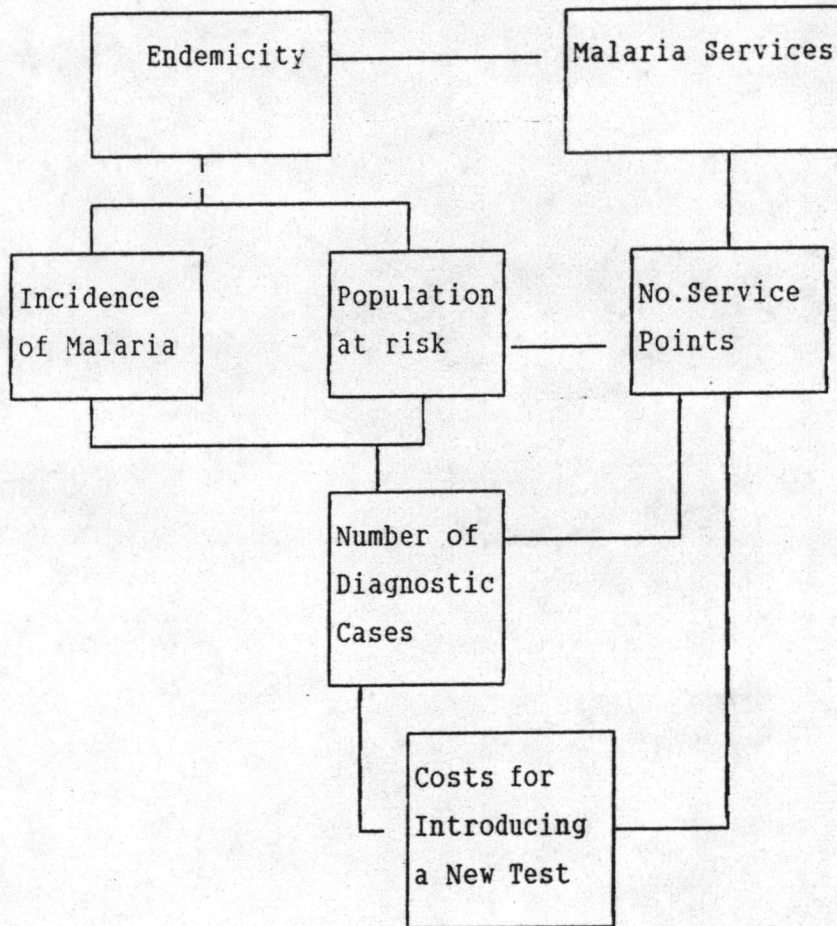 Endemicity
Malaria Services
Incidence
of Malaria
Population
at risk
No.Service
Points
Number of
Diagnostic
Cases
Costs for
Introducing
a New Test